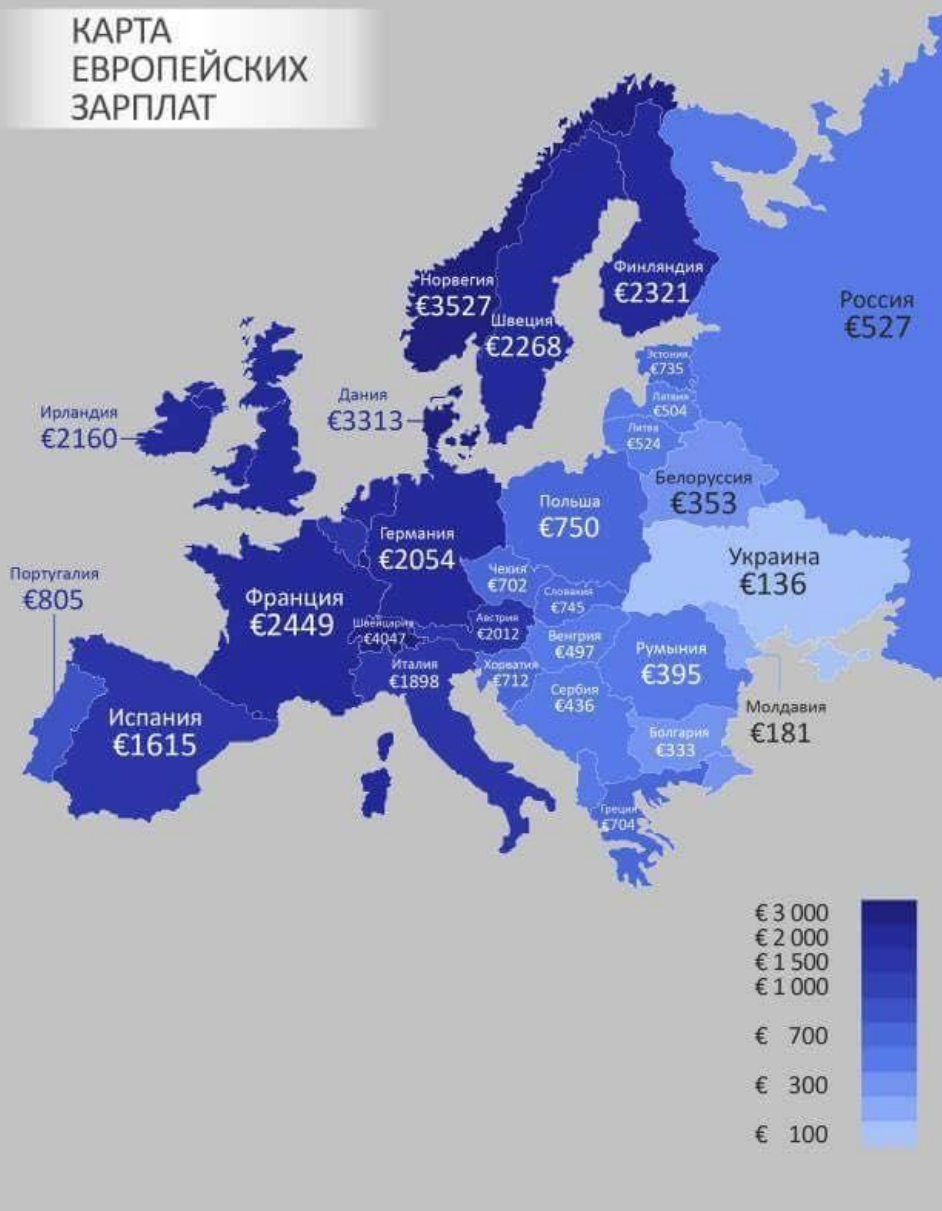 КАРТА
ЕВРОПЕЙСКИХ
ЗАРПЛАТ
Норвегия
€3527
Финляндия
€2321
Швеция
€2268
Россия
€527
Эстония
€735
Латвия
€504
Литва
€524
Дания
€3313
Ирландия
€2160
Белоруссия
€353
Польша
€750
Германия
€2054
Украина
€136
Португалия
€805
Франция
€2449
Чехия
€702
Словакия
€745
Швейцария
€4047
Австрия
€2012
Венгрия
€497
Румыния
€395
Италия
€1898
Хорватия
€712
Сербия
€436
Молдавия
€181
Испания
€1615
Болгария
€333
Греция
€704
€ 3 000
€ 2 000
€ 1 500
€ 1 000
€ 700
€ 300
€ 100